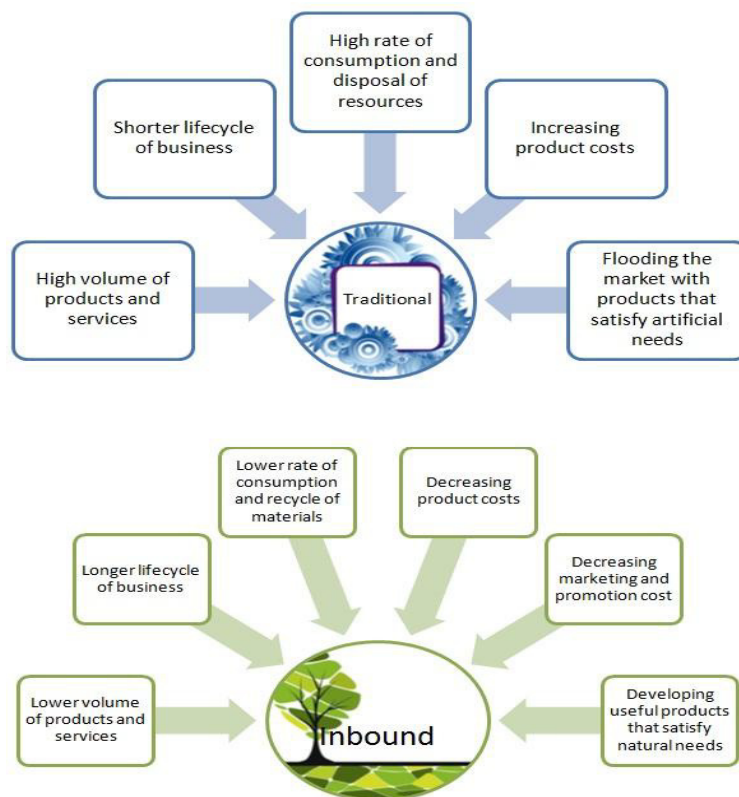 High rate of
consumption and
disposal of
resources
Shorter lifecycle
of business
Increasing
product costs
High volume of
products and
services
Traditional
Flooding the
market with
products that
satisfy artificial
needs
Lower rate of
consumption
and recycle of
materials
Decreasing
product costs
Longer lifecycle
of business
Decreasing
marketing and
promotion cost
Lower volume
of products and
services
Inbound
Developing
useful products
that satisfy
natural needs